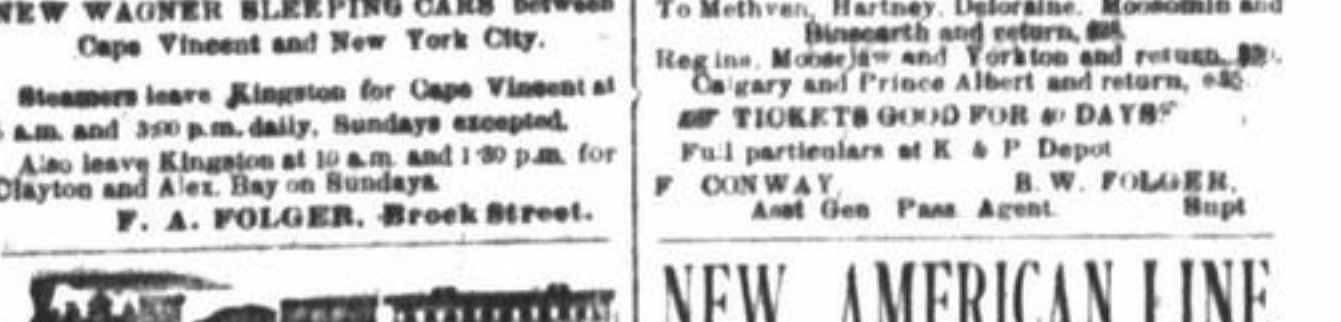 NEW WAGNER SLEEPING CARS between
Cape Vincent and New York City.
Steamers leave Kingston for Cape Vincent at
a.m. and 3:00 p.m. daily, Sundays excepted.
Also leave Kingston at 10 a.m. and 1:30 p.m. for
Clayton and Alex. Bay on Sundays.
F. A. FOLGER, Brock Street.
To Methven, Hartney, Deloraine, Moosomin and
Binscarth and return,
Regina, Moosejaw and Yorkton and return,
Calgary and Prince Albert and return,
TICKETS GOOD FOR 40 DAYS
Full particulars at K & P Depot
F CONWAY, B. W. FOLGER,
Asst Gen Pass Agent Supt
NEW AMERICAN LINE